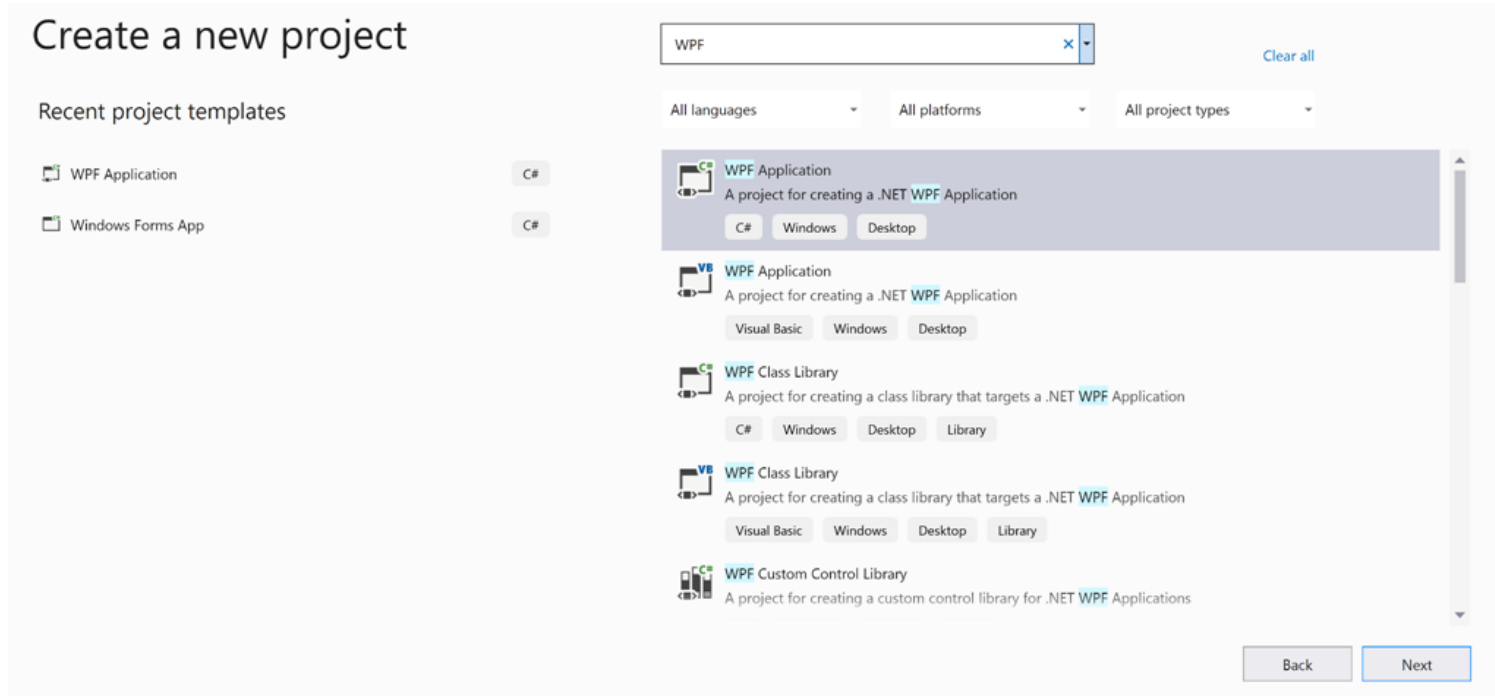 Create a new project
WPF
Clear all
Recent project templates
All languages
All platforms
All project types
WPF Application
C#
Windows Forms App
C#
C#
WPF Application
A project for creating a .NET WPF Application
C# Windows Desktop
VB
WPF Application
A project for creating a .NET WPF Application
Visual Basic Windows Desktop
C#
WPF Class Library
A project for creating a class library that targets a .NET WPF Application
C# Windows Desktop Library
VB
WPF Class Library
A project for creating a class library that targets a .NET WPF Application
Visual Basic Windows Desktop Library
C#
WPF Custom Control Library
A project for creating a custom control library for .NET WPF Applications
Back
Next